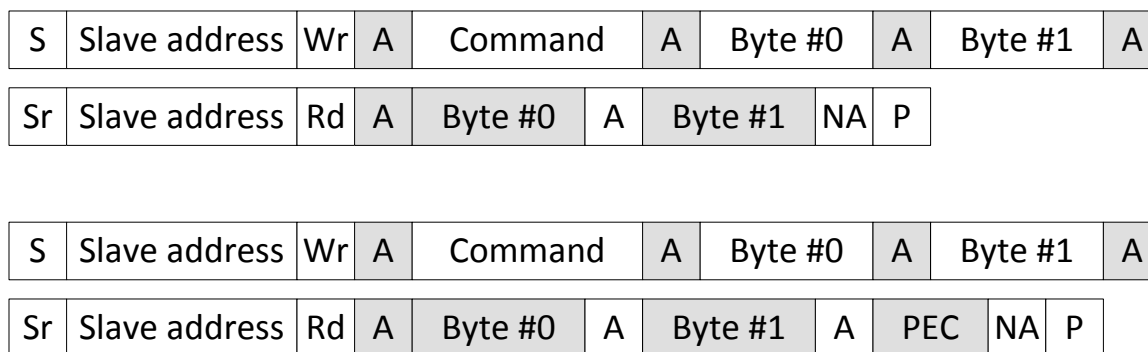 S Slave address Wr A Command A Byte #0 A Byte #1 A
Sr Slave address Rd A Byte #0 A Byte #1 NA P
S Slave address Wr A Command A Byte #0 A Byte #1 A
Sr Slave address Rd A Byte #0 A Byte #1 A PEC NA P